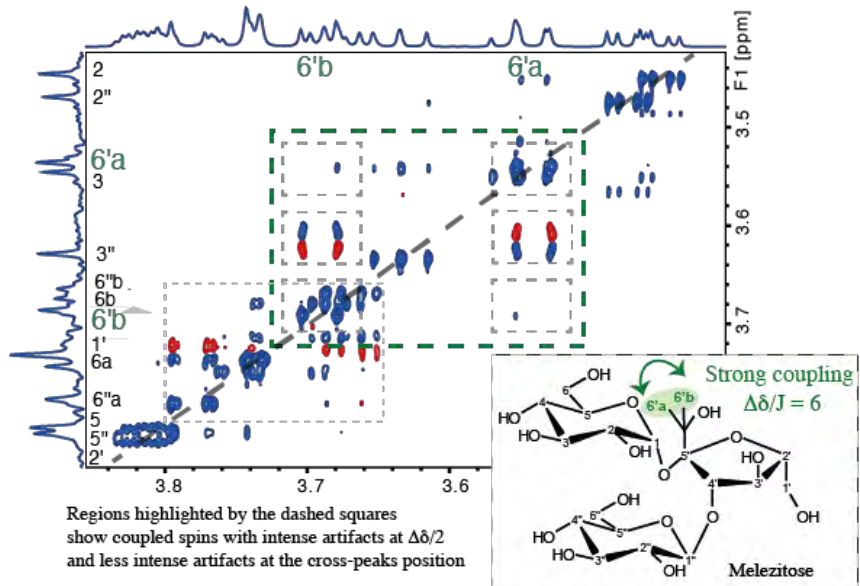 6'b
6'a
F1 [ppm]
3.5
3.6
3.7
2
2"
6'a
3
3"
6"b
6b
6'b
1'
6a
6"a
5
5"
2'
3.8
3.7
3.6
Regions highlighted by the dashed squares
show coupled spins with intense artifacts at Δδ/2
and less intense artifacts at the cross-peaks position
Strong coupling
Δδ/J = 6
6
OH
O
6'a
6'b
OH
4
HO
5
HO
3
2
OH
1
O
5'
O
2'
HO
3'
4'
1'
OH
O
OH
6"
4"
HO
5"
O
HO
3"
2"
OH
1"
Melezitose